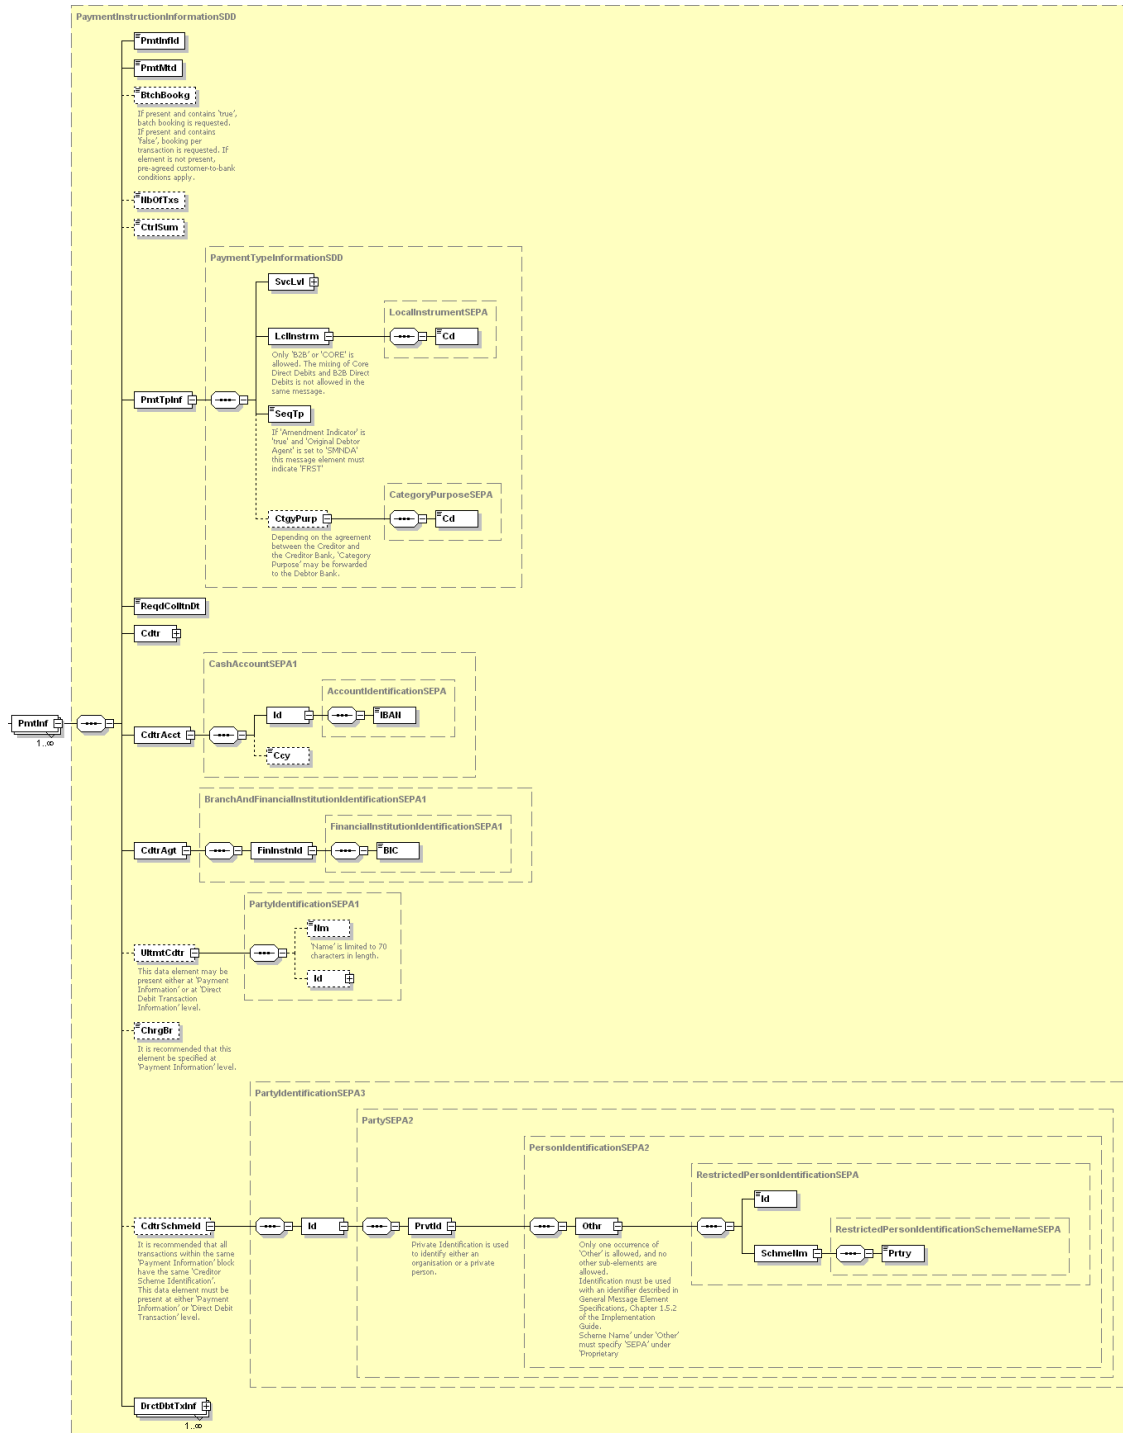 PaymentInstructionInformationSDD
PmtInfId
PmtMtd
BtchBookg
If present and contains 'true',
batch booking is requested.
If present and contains
'false', booking per
transaction is requested. If
element is not present,
pre-agreed customer-to-bank
conditions apply.
NbOfTxs
CtrlSum
PaymentTypeInformationSDD
SvcLvl
LocalInstrumentSEPA
LclInstrm
Cd
Only 'B2B' or 'CORE' is
allowed. The mixing of Core
Direct Debits and B2B Direct
Debits is not allowed in the
same message.
PmtTpInf
SeqTp
If 'Amendment Indicator' is
'true' and 'Original Debtor
Agent' is set to 'SMNDA'
this message element must
indicate 'FRST'
CategoryPurposeSEPA
CtgyPurp
Cd
Depending on the agreement
between the Creditor and
the Creditor Bank, 'Category
Purpose' may be forwarded
to the Debtor Bank.
ReqdColltnDt
Cdtr
CashAccountSEPA1
AccountIdentificationSEPA
Id
IBAN
PmtInf
1..∞
CdtrAcct
Ccy
BranchAndFinancialInstitutionIdentificationSEPA1
FinancialInstitutionIdentificationSEPA1
CdtrAgt
FinInstnId
BIC
PartyIdentificationSEPA1
Nm
'Name' is limited to 70
characters in length.
UltmtCdtr
Id
This data element may be
present either at 'Payment
Information' or at 'Direct
Debit Transaction
Information' level.
ChrgBr
It is recommended that this
element be specified at
'Payment Information' level.
PartyIdentificationSEPA3
PartySEPA2
PersonIdentificationSEPA2
RestrictedPersonIdentificationSEPA
Id
CdtrSchmeId
Id
PrvtId
Othr
RestrictedPersonIdentificationSchemeNameSEPA
SchmeNm
Prtry
It is recommended that all
transactions within the same
'Payment Information' block
have the same 'Creditor
Scheme Identification'.
This data element must be
present at either 'Payment
Information' or 'Direct Debit
Transaction' level.
Private Identification is used
to identify either an
organisation or a private
person.
Only one occurrence of
'Other' is allowed, and no
other sub-elements are
allowed.
Identification must be used
with an identifier described in
General Message Element
Specifications, Chapter 1.5.2
of the Implementation
Guide.
Scheme Name' under 'Other'
must specify 'SEPA' under
'Proprietary
DrctDbtTxInf
1..∞